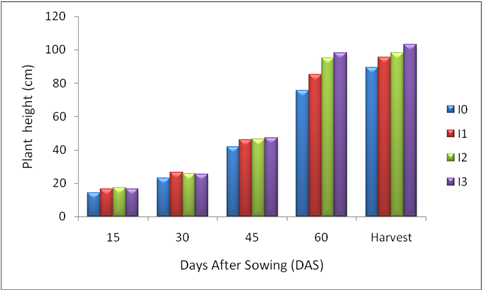 120
100
80
60
40
20
0
Plant height (cm)
15 30 45 60 Harvest
Days After Sowing (DAS)
I0
I1
I2
I3